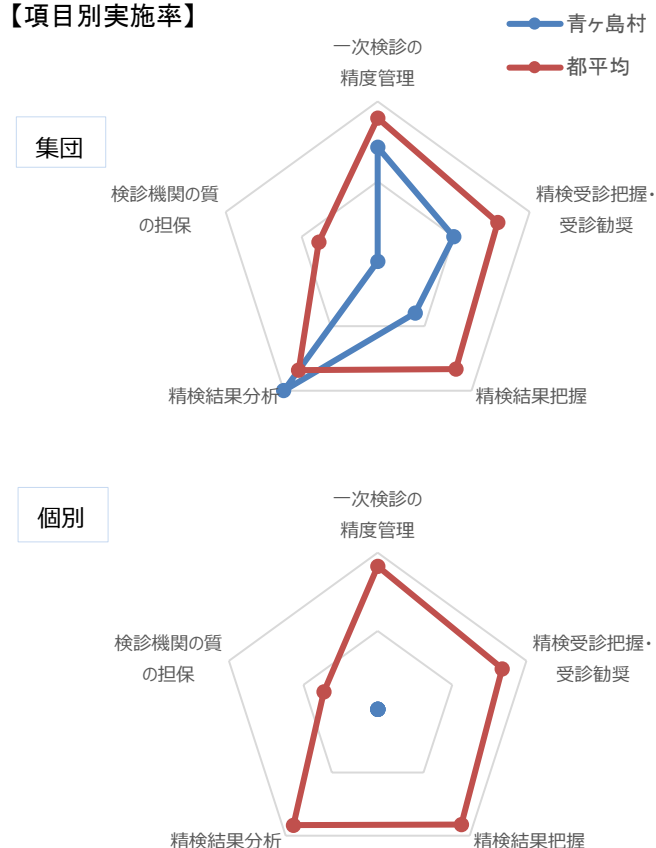 【項目別実施率】
青ヶ島村
都平均
集団
一次検診の
精度管理
精検受診把握・
受診勧奨
精検結果把握
精検結果分析
検診機関の質
の担保
個別
一次検診の
精度管理
精検受診把握・
受診勧奨
精検結果把握
精検結果分析
検診機関の質
の担保